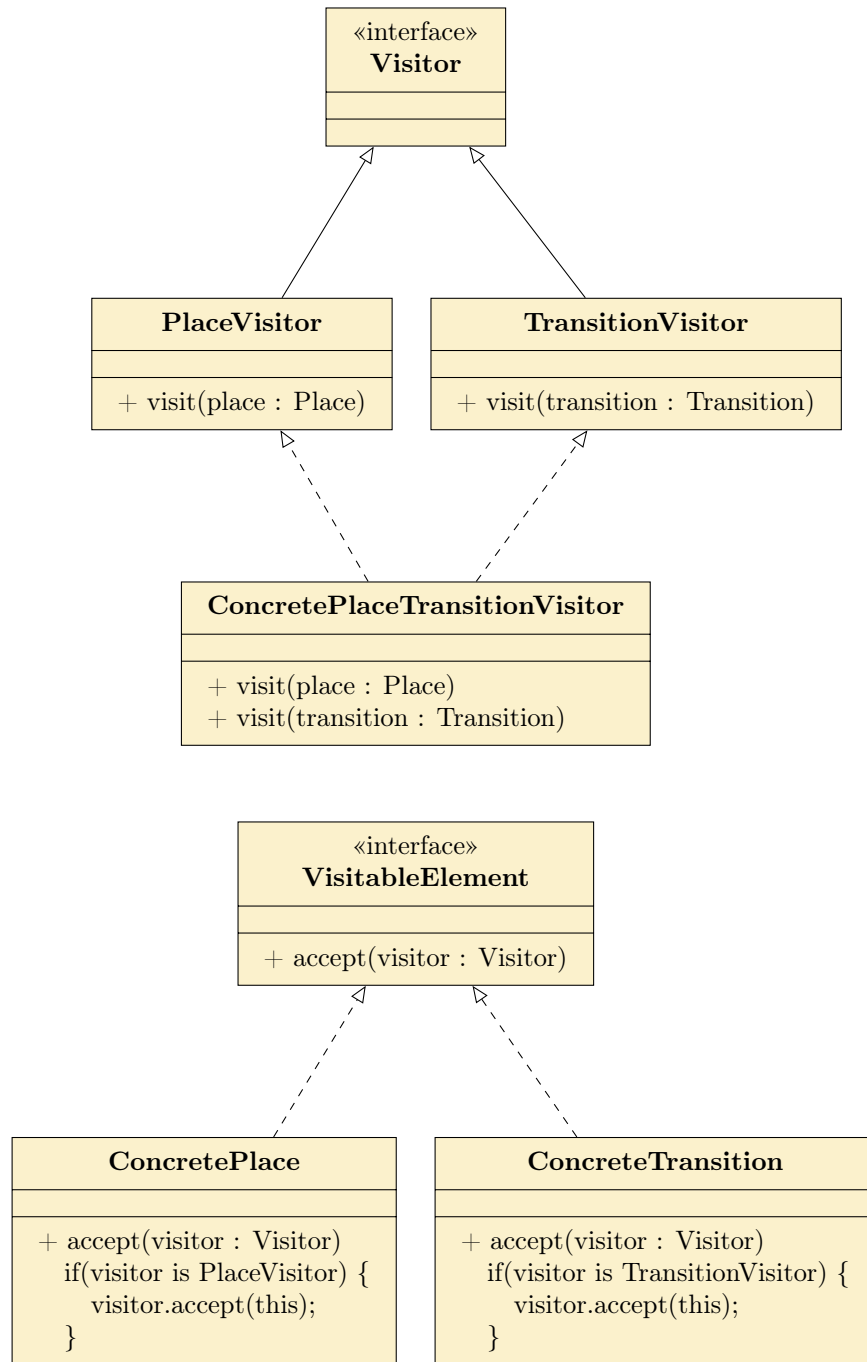 «interface»
Visitor
PlaceVisitor
+ visit(place : Place)
TransitionVisitor
+ visit(transition : Transition)
ConcretePlaceTransitionVisitor
+ visit(place : Place)
+ visit(transition : Transition)
«interface»
VisitableElement
+ accept(visitor : Visitor)
ConcretePlace
+ accept(visitor : Visitor)
if(visitor is PlaceVisitor) {
visitor.accept(this);
}
ConcreteTransition
+ accept(visitor : Visitor)
if(visitor is TransitionVisitor) {
visitor.accept(this);
}